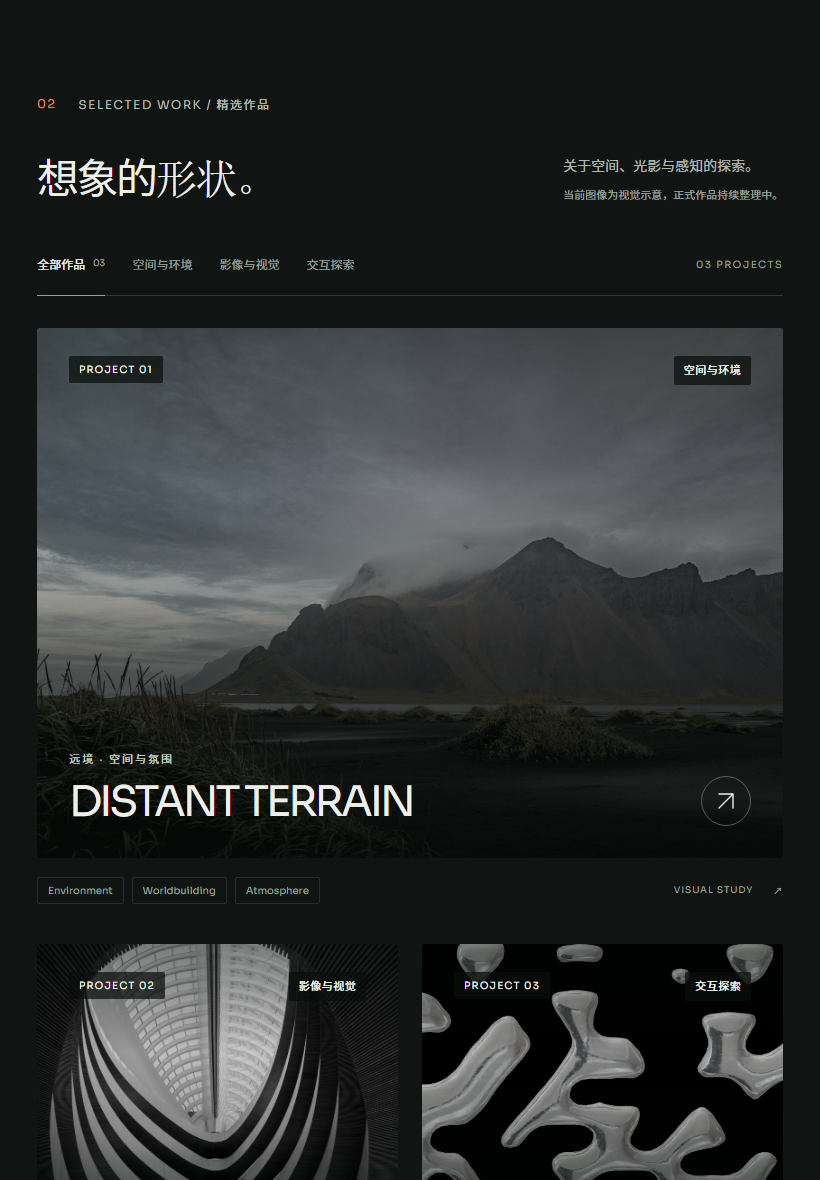 02 SELECTED WORK / 精选作品
想象的形状。
关于空间、光影与感知的探索。
当前图像为视觉示意，正式作品持续整理中。
全部作品 03 空间与环境 影像与视觉 交互探索 03 PROJECTS
PROJECT 01 空间与环境
远境 · 空间与氛围
DISTANT TERRAIN
Environment Worldbuilding Atmosphere VISUAL STUDY ↗
PROJECT 02 影像与视觉
PROJECT 03 交互探索